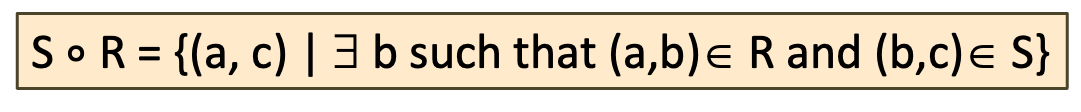 S ∘ R = {(a, c) | ∃ b such that (a,b)∈ R and (b,c)∈ S}